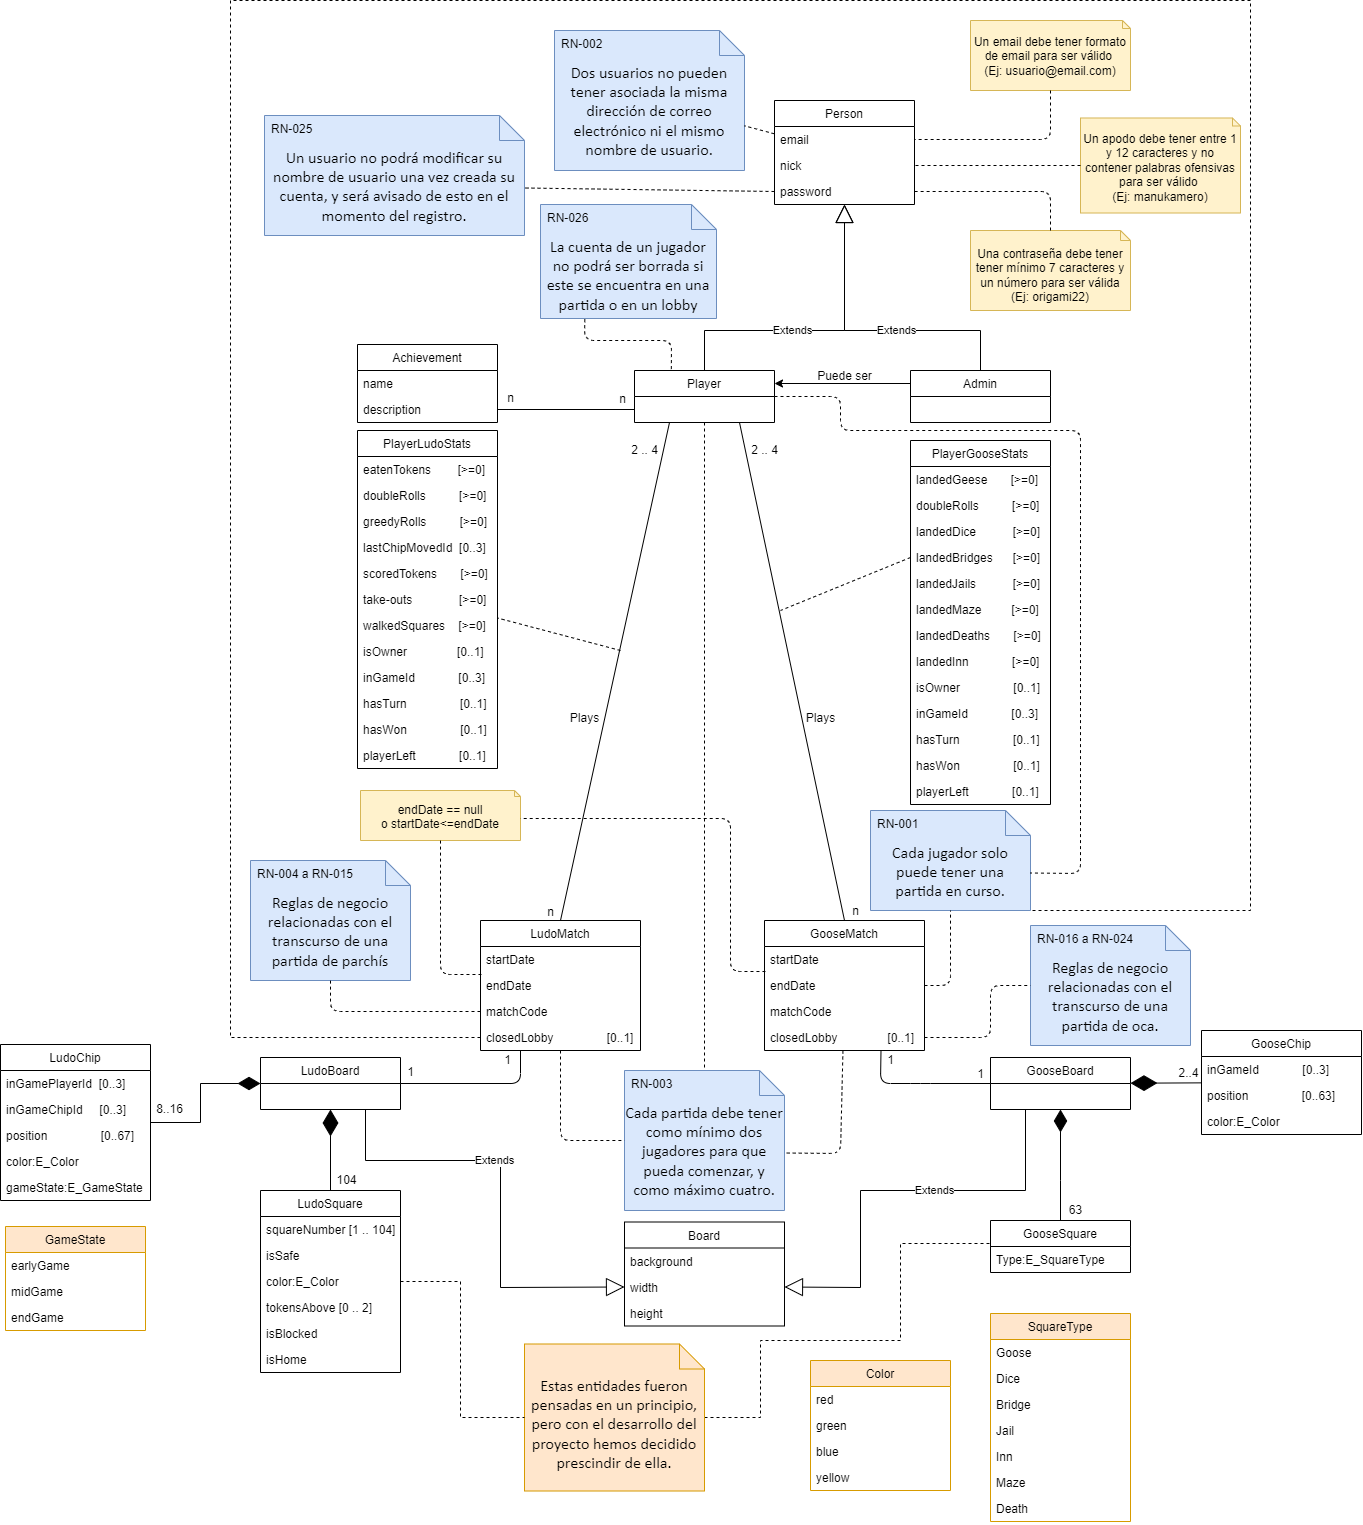 RN-002
Dos usuarios no pueden
tener asociada la misma
dirección de correo
electrónico ni el mismo
nombre de usuario.
Un email debe tener formato
de email para ser válido
(Ej: usuario@email.com)
RN-025
Un usuario no podrá modificar su
nombre de usuario una vez creada su
cuenta, y será avisado de esto en el
momento del registro.
Person
email
nick
password
Un apodo debe tener entre 1
y 12 caracteres y no
contener palabras ofensivas
para ser válido
(Ej: manukamero)
RN-026
La cuenta de un jugador
no podrá ser borrada si
este se encuentra en una
partida o en un lobby
Una contraseña debe tener
tener mínimo 7 caracteres y
un número para ser válida
(Ej: origami22)
Extends
Extends
Achievement
name
description
n
n
Player
Puede ser
Admin
2 .. 4
2 .. 4
PlayerLudoStats
eatenTokens [>=0]
doubleRolls [>=0]
greedyRolls [>=0]
lastChipMovedId [0..3]
scoredTokens [>=0]
take-outs [>=0]
walkedSquares [>=0]
isOwner [0..1]
inGameId [0..3]
hasTurn [0..1]
hasWon [0..1]
playerLeft [0..1]
PlayerGooseStats
landedGeese [>=0]
doubleRolls [>=0]
landedDice [>=0]
landedBridges [>=0]
landedJails [>=0]
landedMaze [>=0]
landedDeaths [>=0]
landedInn [>=0]
isOwner [0..1]
inGameId [0..3]
hasTurn [0..1]
hasWon [0..1]
playerLeft [0..1]
Plays
Plays
endDate == null
o startDate<=endDate
RN-001
Cada jugador solo
puede tener una
partida en curso.
RN-004 a RN-015
Reglas de negocio
relacionadas con el
transcurso de una
partida de parchís
n
n
LudoMatch
startDate
endDate
matchCode
closedLobby [0..1]
GooseMatch
startDate
endDate
matchCode
closedLobby [0..1]
RN-016 a RN-024
Reglas de negocio
relacionadas con el
transcurso de una
partida de oca.
LudoChip
inGamePlayerId [0..3]
inGameChipId [0..3]
position [0..67]
color:E_Color
gameState:E_GameState
8..16
LudoBoard
1
1
RN-003
Cada partida debe tener
como mínimo dos
jugadores para que
pueda comenzar, y
como máximo cuatro.
1
1
GooseBoard
2..4
GooseChip
inGameId [0..3]
position [0..63]
color:E_Color
Extends
Extends
104
63
LudoSquare
squareNumber [1 .. 104]
isSafe
color:E_Color
tokensAbove [0 .. 2]
isBlocked
isHome
Board
background
width
height
GooseSquare
Type:E_SquareType
GameState
earlyGame
midGame
endGame
Estas entidades fueron
pensadas en un principio,
pero con el desarrollo del
proyecto hemos decidido
prescindir de ella.
Color
red
green
blue
yellow
SquareType
Goose
Dice
Bridge
Jail
Inn
Maze
Death